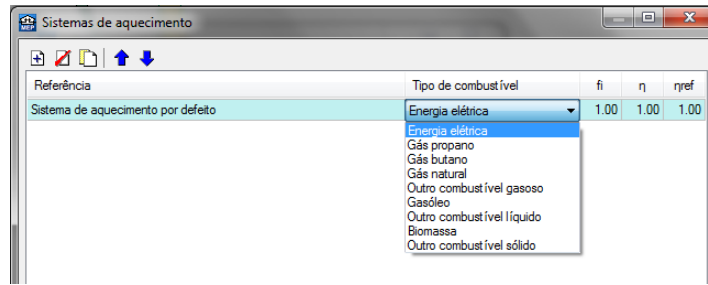 MEP Sistemas de aquecimento
Referência Tipo de combustível fi η ηref
Sistema de aquecimento por defeito Energia elétrica 1.00 1.00 1.00
Energia elétrica
Gás propano
Gás butano
Gás natural
Outro combustível gasoso
Gasóleo
Outro combustível líquido
Biomassa
Outro combustível sólido